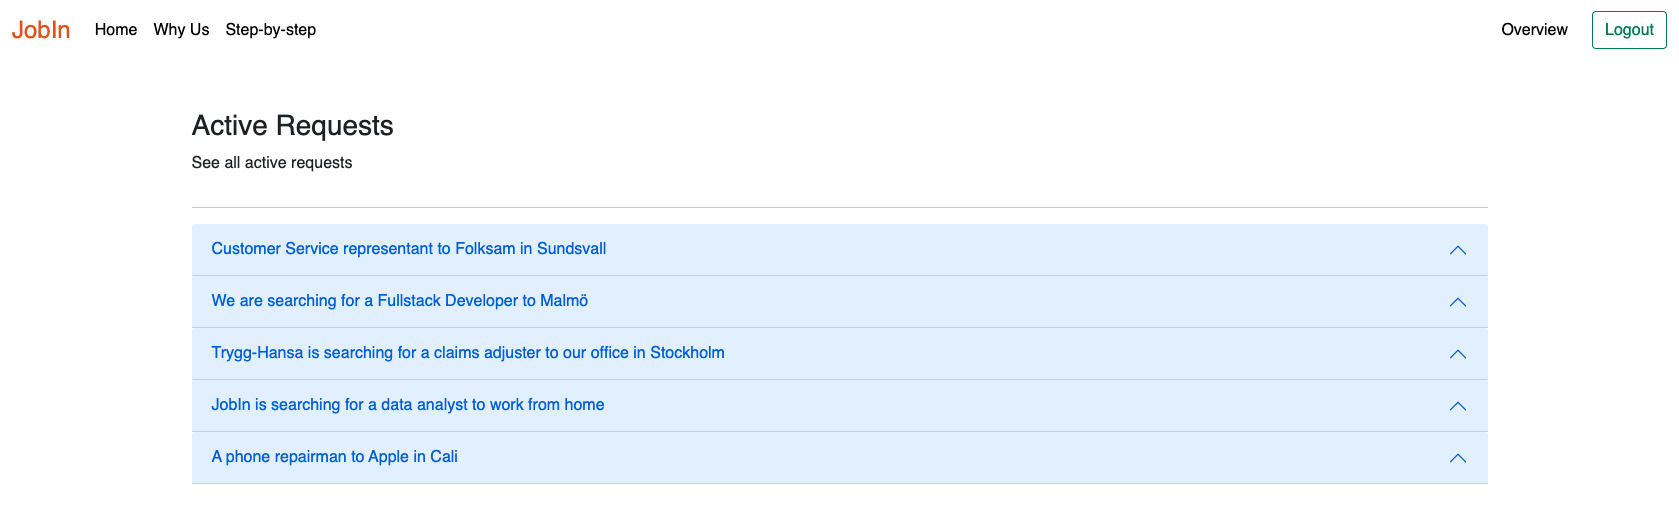 JobIn Home Why Us Step-by-step Overview Logout
Active Requests
See all active requests
Customer Service representant to Folksam in Sundsvall
We are searching for a Fullstack Developer to Malmö
Trygg-Hansa is searching for a claims adjuster to our office in Stockholm
JobIn is searching for a data analyst to work from home
A phone repairman to Apple in Cali